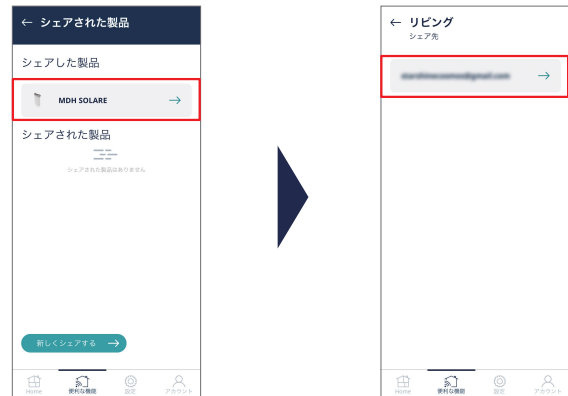 ← シェアされた製品
シェアした製品
MDH SOLARE →
シェアされた製品
シェアされた製品はありません
新しくシェアする →
Home
便利な機能
設定
アカウント
← リビング
シェア先
→
Home
便利な機能
設定
アカウント